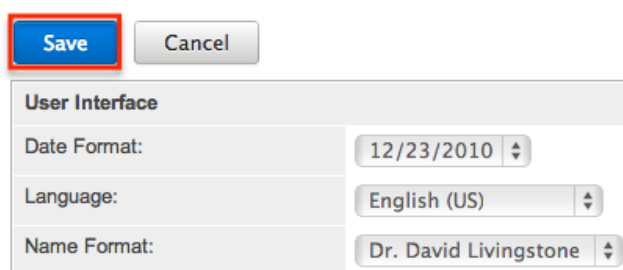 Save Cancel
User Interface
Date Format: 12/23/2010
Language: English (US)
Name Format: Dr. David Livingstone